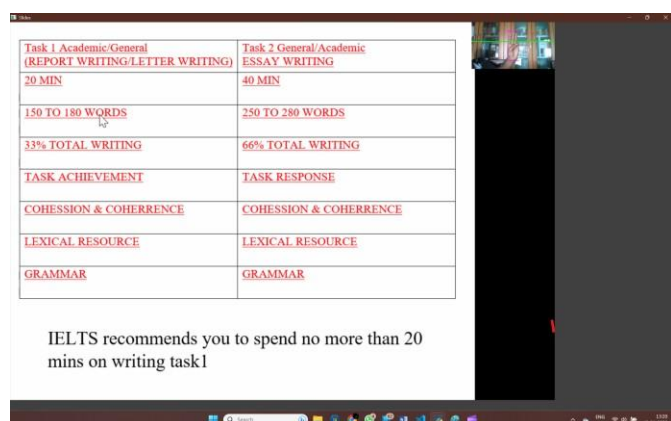 Task 1 Academic/General
(REPORT WRITING/LETTER WRITING)
Task 2 General/Academic
ESSAY WRITING
20 MIN
40 MIN
150 TO 180 WORDS
250 TO 280 WORDS
33% TOTAL WRITING
66% TOTAL WRITING
TASK ACHIEVEMENT
TASK RESPONSE
COHESSION & COHERRENCE
COHESSION & COHERRENCE
LEXICAL RESOURCE
LEXICAL RESOURCE
GRAMMAR
GRAMMAR
IELTS recommends you to spend no more than 20
mins on writing task1
Search
ENG